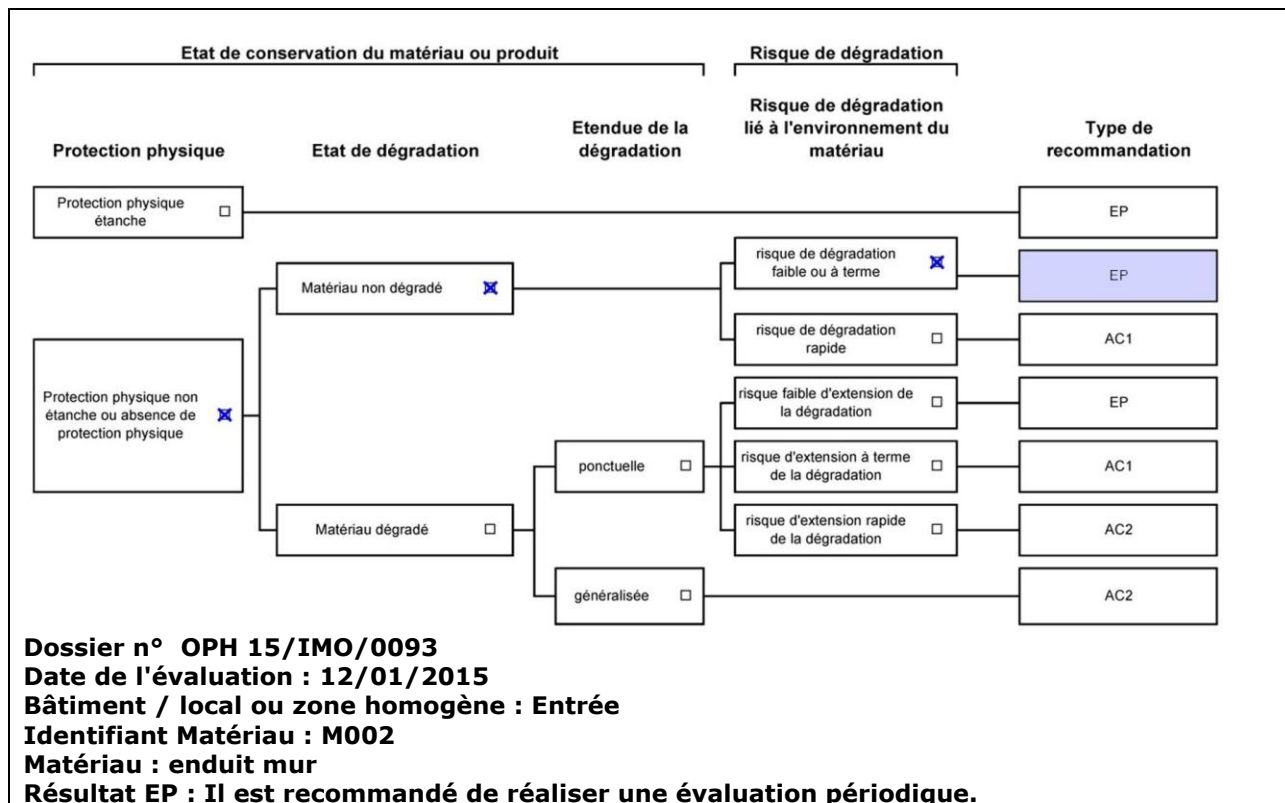 Etat de conservation du matériau ou produit
Risque de dégradation
Protection physique
Etat de dégradation
Etendue de la
dégradation
Risque de dégradation
lié à l'environnement du
matériau
Type de
recommandation
Protection physique
étanche
EP
Matériau non dégradé
risque de dégradation
faible ou à terme
EP
risque de dégradation
rapide
AC1
Protection physique non
étanche ou absence de
protection physique
risque faible d'extension de
la dégradation
EP
ponctuelle
risque d'extension à terme
de la dégradation
AC1
Matériau dégradé
risque d'extension rapide
de la dégradation
AC2
généralisée
AC2
Dossier n° OPH 15/IMO/0093
Date de l'évaluation : 12/01/2015
Bâtiment / local ou zone homogène : Entrée
Identifiant Matériau : M002
Matériau : enduit mur
Résultat EP : Il est recommandé de réaliser une évaluation périodique.